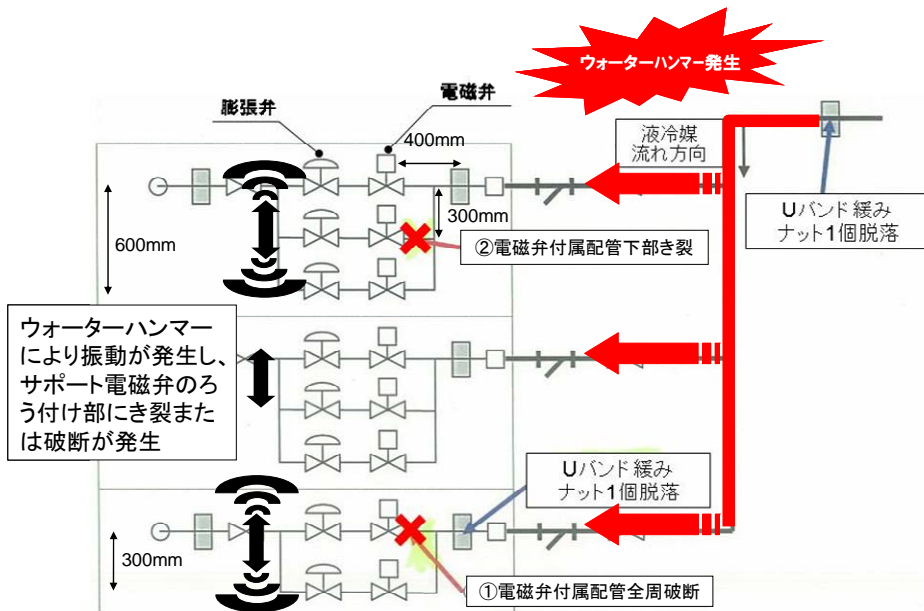 ウォーターハンマー発生
電磁弁
膨張弁
400mm
液冷媒
流れ方向
300mm
Uバンド緩み
ナット1個脱落
600mm
②電磁弁付属配管下部き裂
ウォーターハンマー
により振動が発生し、
サポート電磁弁のろ
う付け部にき裂また
は破断が発生
Uバンド緩み
ナット1個脱落
300mm
①電磁弁付属配管全周破断